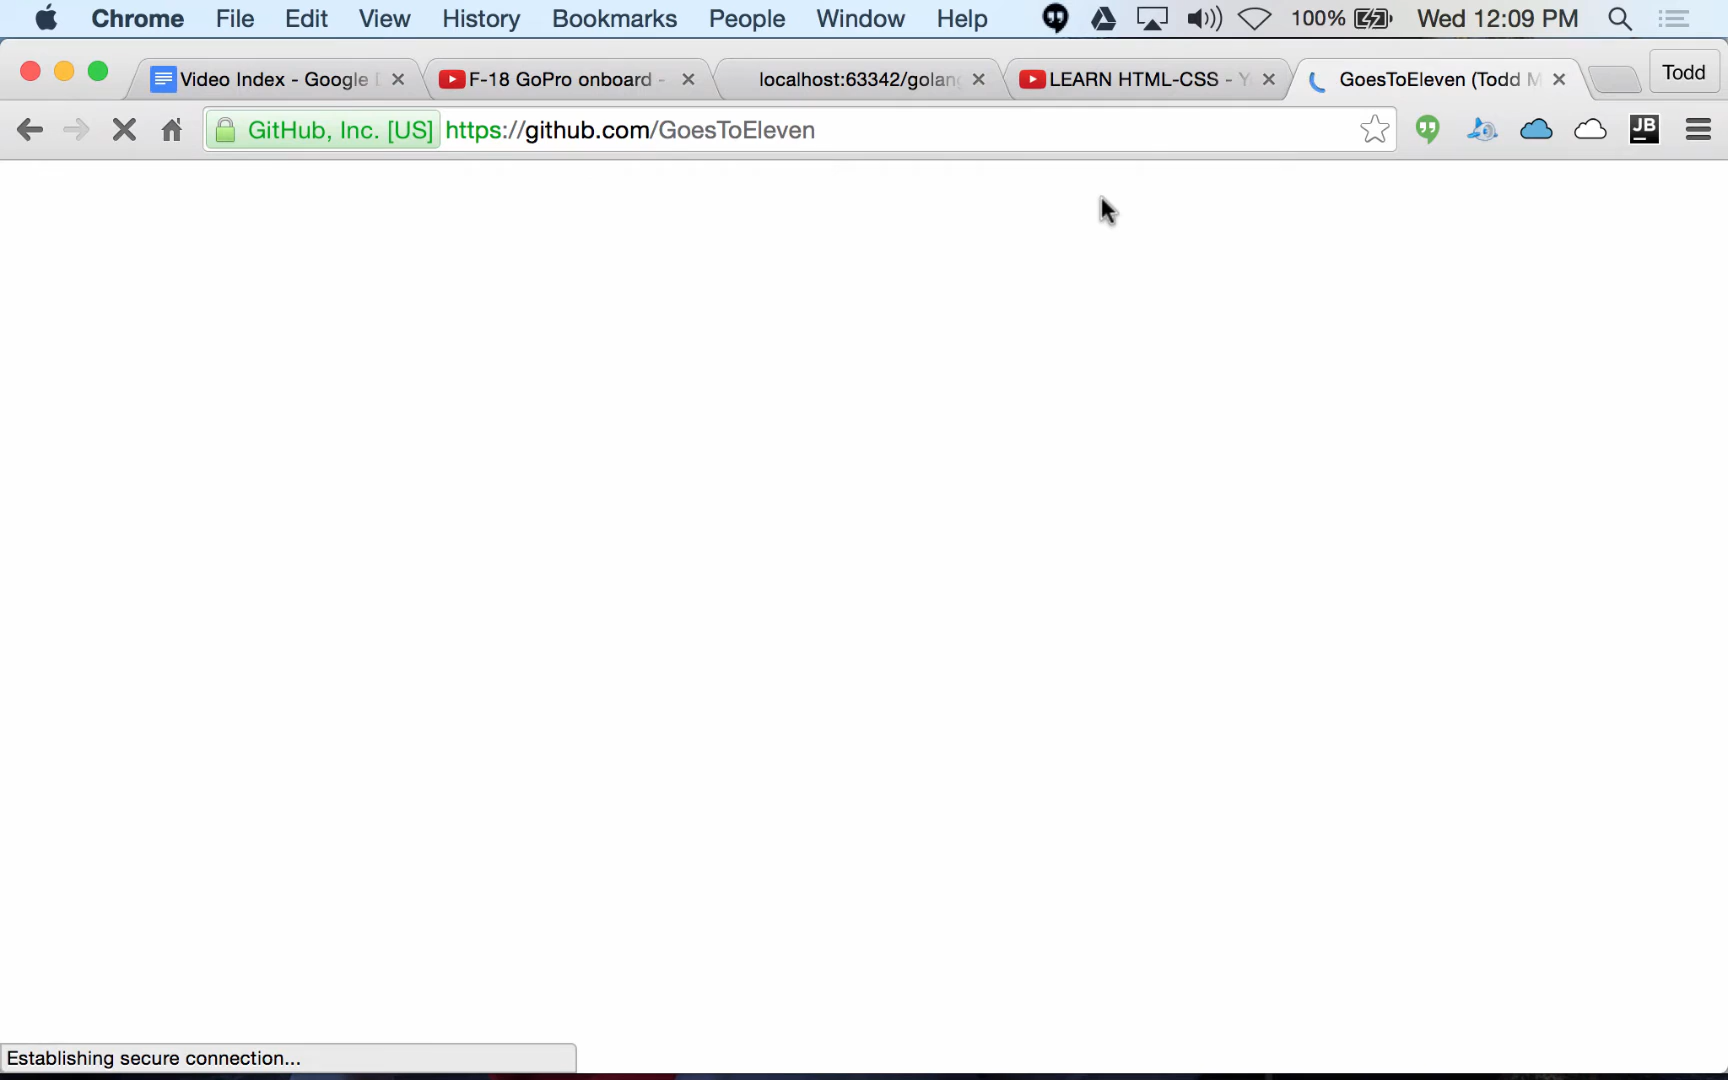 Chrome File Edit View History Bookmarks People Window Help 100% Wed 12:09 PM
Video Index - Google F-18 GoPro onboard - localhost:63342/golang LEARN HTML-CSS - Y GoesToEleven (Todd M Todd
GitHub, Inc. [US] https://github.com/GoesToEleven JB
Establishing secure connection...